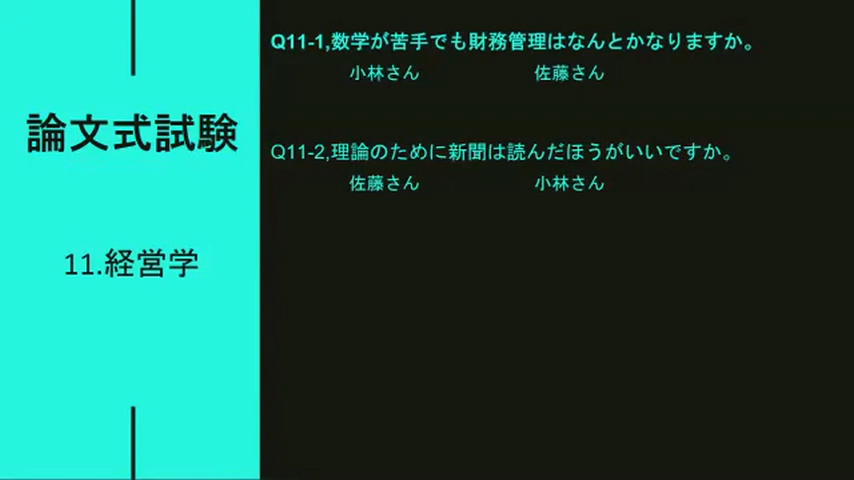 論文式試験
11.経営学
Q11-1,数学が苦手でも財務管理はなんとかなりますか。
小林さん 佐藤さん
Q11-2,理論のために新聞は読んだほうがいいですか。
佐藤さん 小林さん